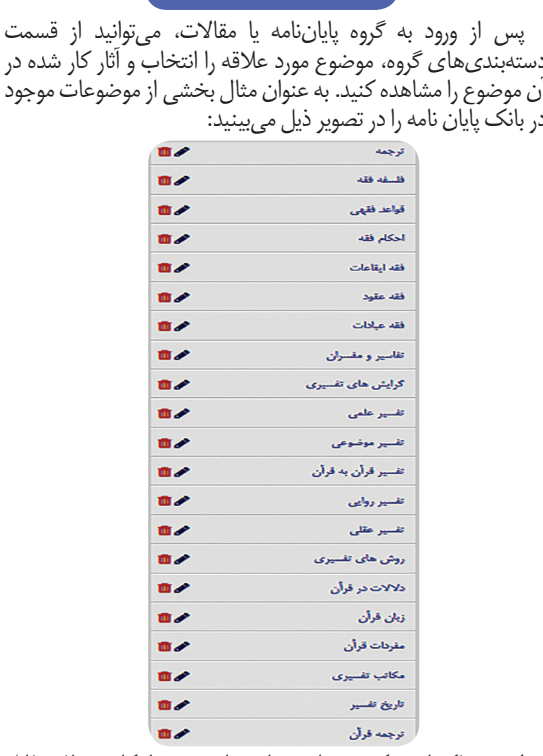 پس از ورود به گروه پایان‌نامه یا مقالات، می‌توانید از قسمت
دسته‌بندی‌های گروه، موضوع مورد علاقه را انتخاب و آثار کار شده در
آن موضوع را مشاهده کنید. به عنوان مثال بخشی از موضوعات موجود
در بانک پایان نامه را در تصویر ذیل می‌بینید:
ترجمه
فلسفه فقه
قواعد فقهی
احکام فقه
فقه ایقاعات
فقه عقود
فقه عبادات
تفاسیر و مفسران
گرایش های تفسیری
تفسیر علمی
تفسیر موضوعی
تفسیر قرآن به قرآن
تفسیر روایی
تفسیر عقلی
روش های تفسیری
دلالات در قرآن
زبان قرآن
مفردات قرآن
مکاتب تفسیری
تاریخ تفسیر
ترجمه قرآن